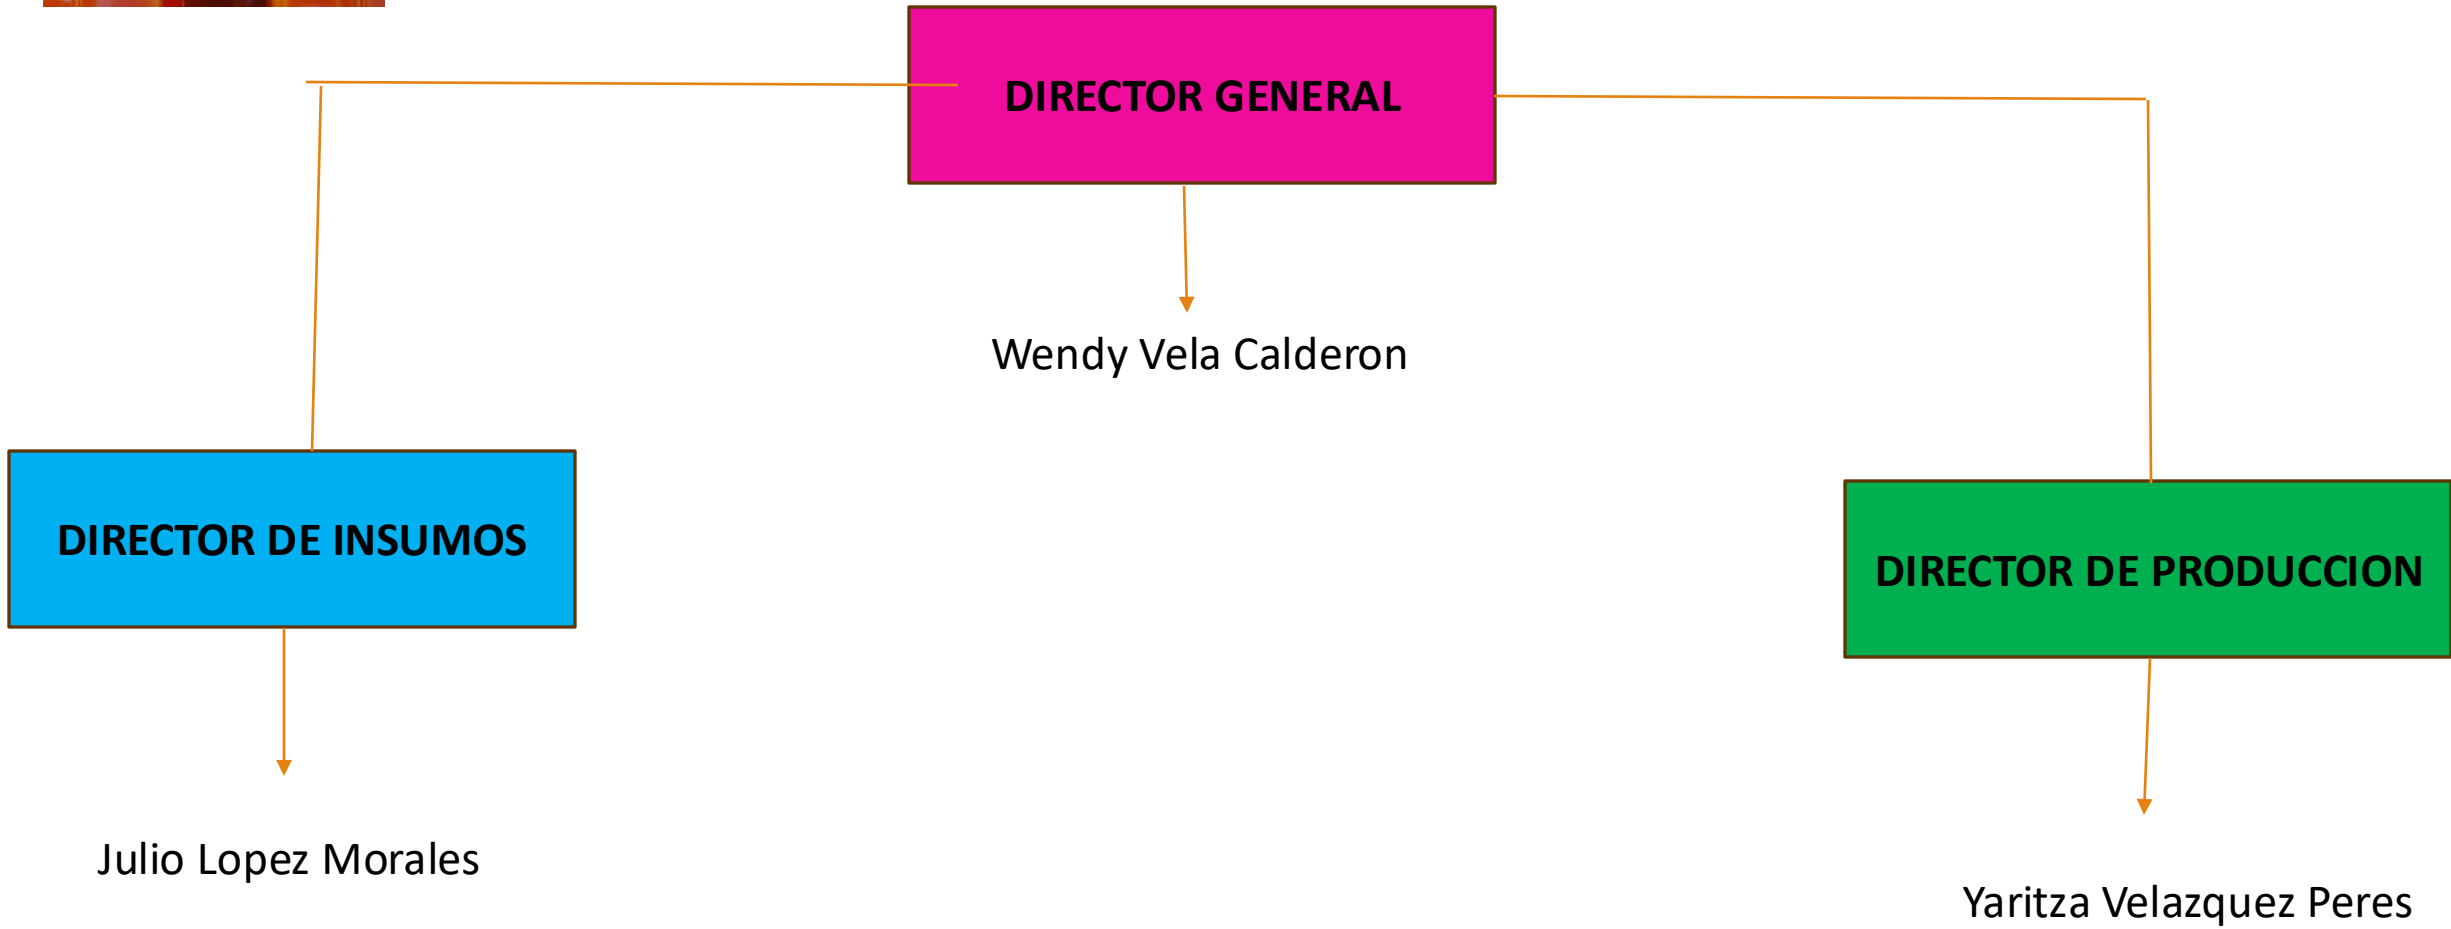 DIRECTOR GENERAL
Wendy Vela Calderon
DIRECTOR DE INSUMOS
DIRECTOR DE PRODUCCION
Julio Lopez Morales
Yaritza Velazquez Peres